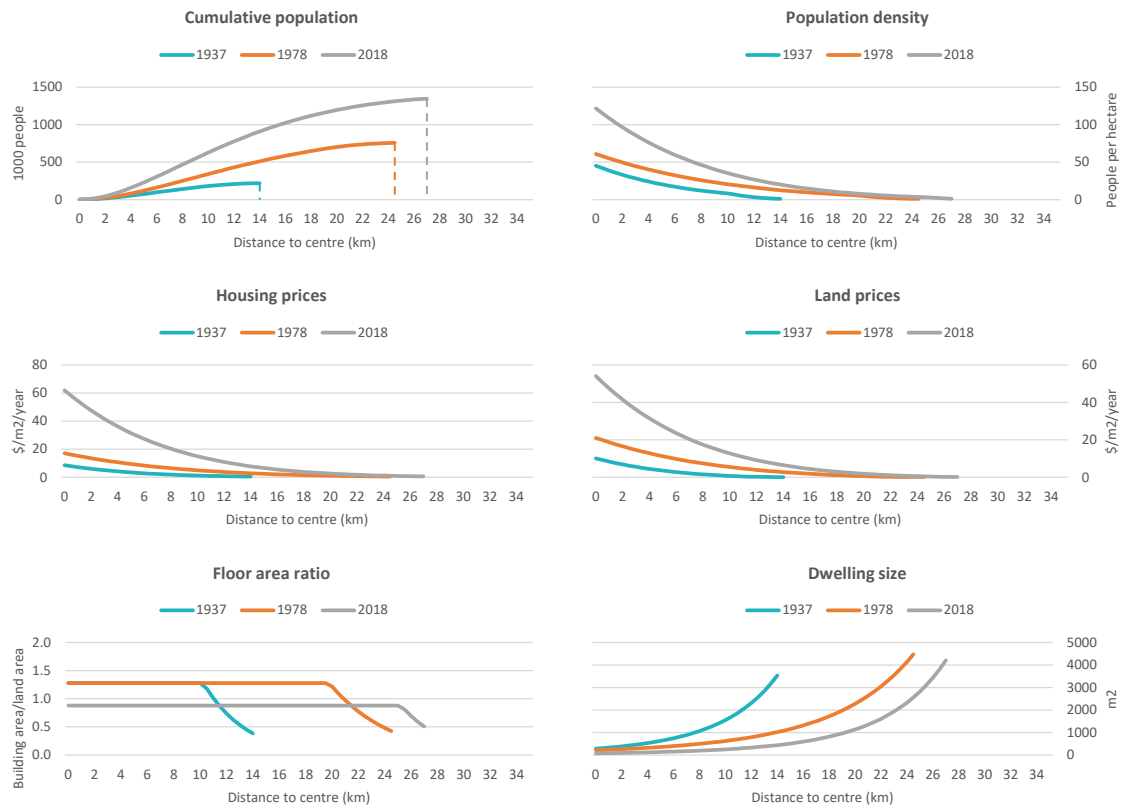 Cumulative population
1937 1978 2018
1000 people
1500
1000
500
0
0 2 4 6 8 10 12 14 16 18 20 22 24 26 28 30 32 34
Distance to centre (km)
Population density
1937 1978 2018
150
100
50
0
People per hectare
0 2 4 6 8 10 12 14 16 18 20 22 24 26 28 30 32 34
Distance to centre (km)
Housing prices
1937 1978 2018
$/m2/year
80
60
40
20
0
0 2 4 6 8 10 12 14 16 18 20 22 24 26 28 30 32 34
Distance to centre (km)
Land prices
1937 1978 2018
60
40
20
0
$/m2/year
0 2 4 6 8 10 12 14 16 18 20 22 24 26 28 30 32 34
Distance to centre (km)
Floor area ratio
1937 1978 2018
Building area/land area
2.0
1.5
1.0
0.5
0.0
0 2 4 6 8 10 12 14 16 18 20 22 24 26 28 30 32 34
Distance to centre (km)
Dwelling size
1937 1978 2018
5000
4000
3000
2000
1000
0
m2
0 2 4 6 8 10 12 14 16 18 20 22 24 26 28 30 32 34
Distance to centre (km)